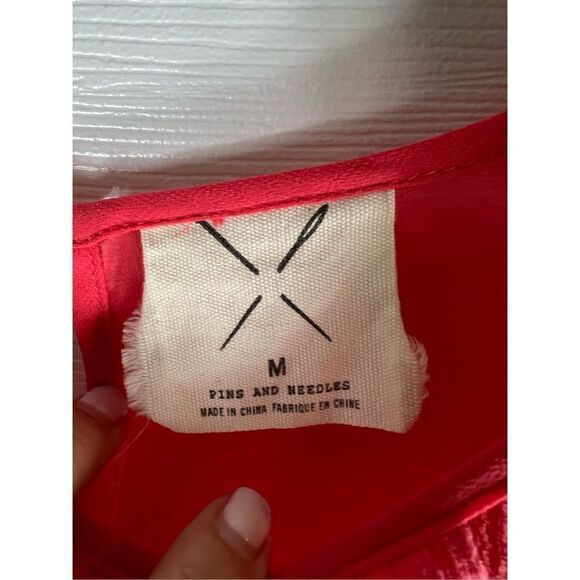 M
PINS AND NEEDLES
MADE IN CHINA FABRIQUE EN CHINE